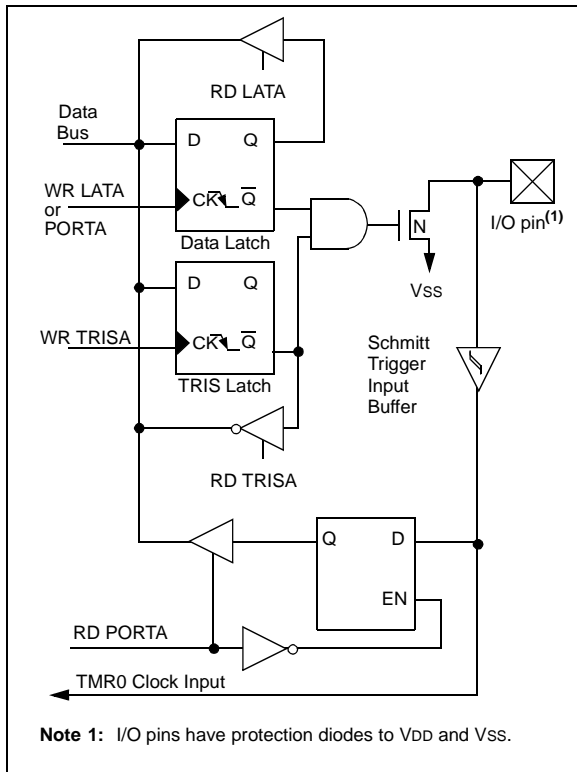 RD LATA
Data
Bus
D Q
WR LATA
or
PORTA
CK Q̅
Data Latch
N
I/O pin(1)
VSS
D Q
WR TRISA
CK Q̅
TRIS Latch
Schmitt
Trigger
Input
Buffer
RD TRISA
Q D
EN
RD PORTA
TMR0 Clock Input
Note 1: I/O pins have protection diodes to VDD and VSS.